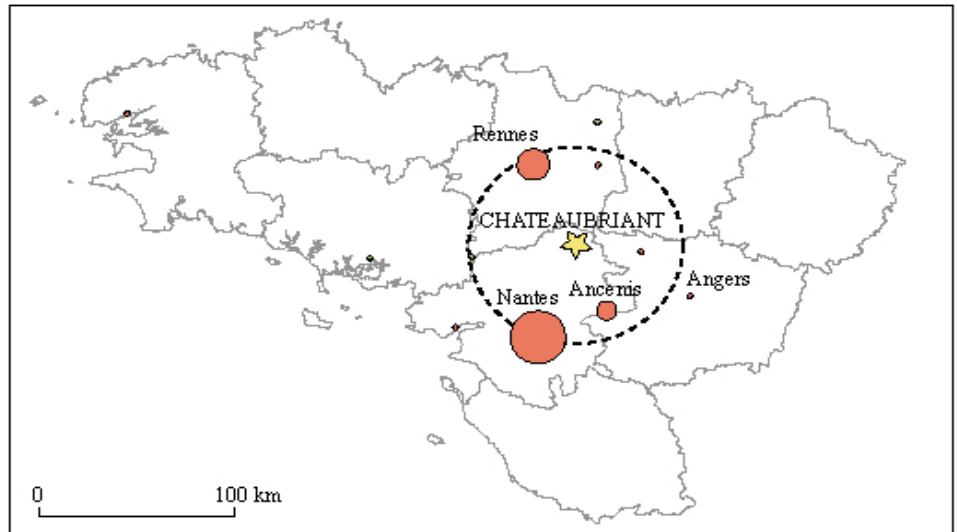 Rennes
CHATEAUBRIANT
Nantes
Ancenis
Angers
0
100 km